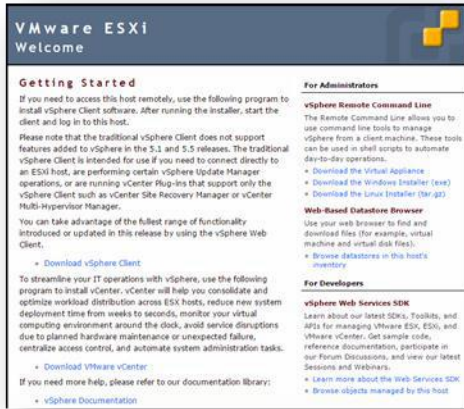 VMware ESXi
Welcome
Getting Started
If you need to access this host remotely, use the following program to
install vSphere Client software. After running the installer, start the
client and log in to this host.
Please note that the traditional vSphere Client does not support
features added to vSphere in the 5.1 and 5.5 releases. The traditional
vSphere Client is intended for use if you need to connect directly to
an ESXi host, are performing certain vSphere Update Manager
operations, or are running vCenter Plug-ins that support only the
vSphere Client such as vCenter Site Recovery Manager or vCenter
Multi-Hypervisor Manager.
You can take advantage of the fullest range of functionality
introduced or updated in this release by using the vSphere Web
Client.
Download vSphere Client
To streamline your IT operations with vSphere, use the following
program to install vCenter. vCenter will help you consolidate and
optimize workload distribution across ESX hosts, reduce new system
deployment time from weeks to seconds, monitor your virtual
computing environment around the clock, avoid service disruptions
due to planned hardware maintenance or unexpected failure,
centralize access control, and automate system administration tasks.
Download VMware vCenter
If you need more help, please refer to our documentation library:
vSphere Documentation
For Administrators
vSphere Remote Command Line
The Remote Command Line allows you to
use command line tools to manage
vSphere from a client machine. These tools
can be used in shell scripts to automate
day-to-day operations.
Download the Virtual Appliance
Download the Windows Installer (exe)
Download the Linux Installer (tar.gz)
Web-Based Datastore Browser
Use your web browser to find and
download files (for example, virtual
machine and virtual disk files).
Browse datastores in this host's
inventory
For Developers
vSphere Web Services SDK
Learn about our latest SDKs, Toolkits, and
APIs for managing VMware ESX, ESXi, and
VMware vCenter. Get sample code,
reference documentation, participate in
our Forum Discussions, and view our latest
Sessions and Webinars.
Learn more about the Web Services SDK
Browse objects managed by this host